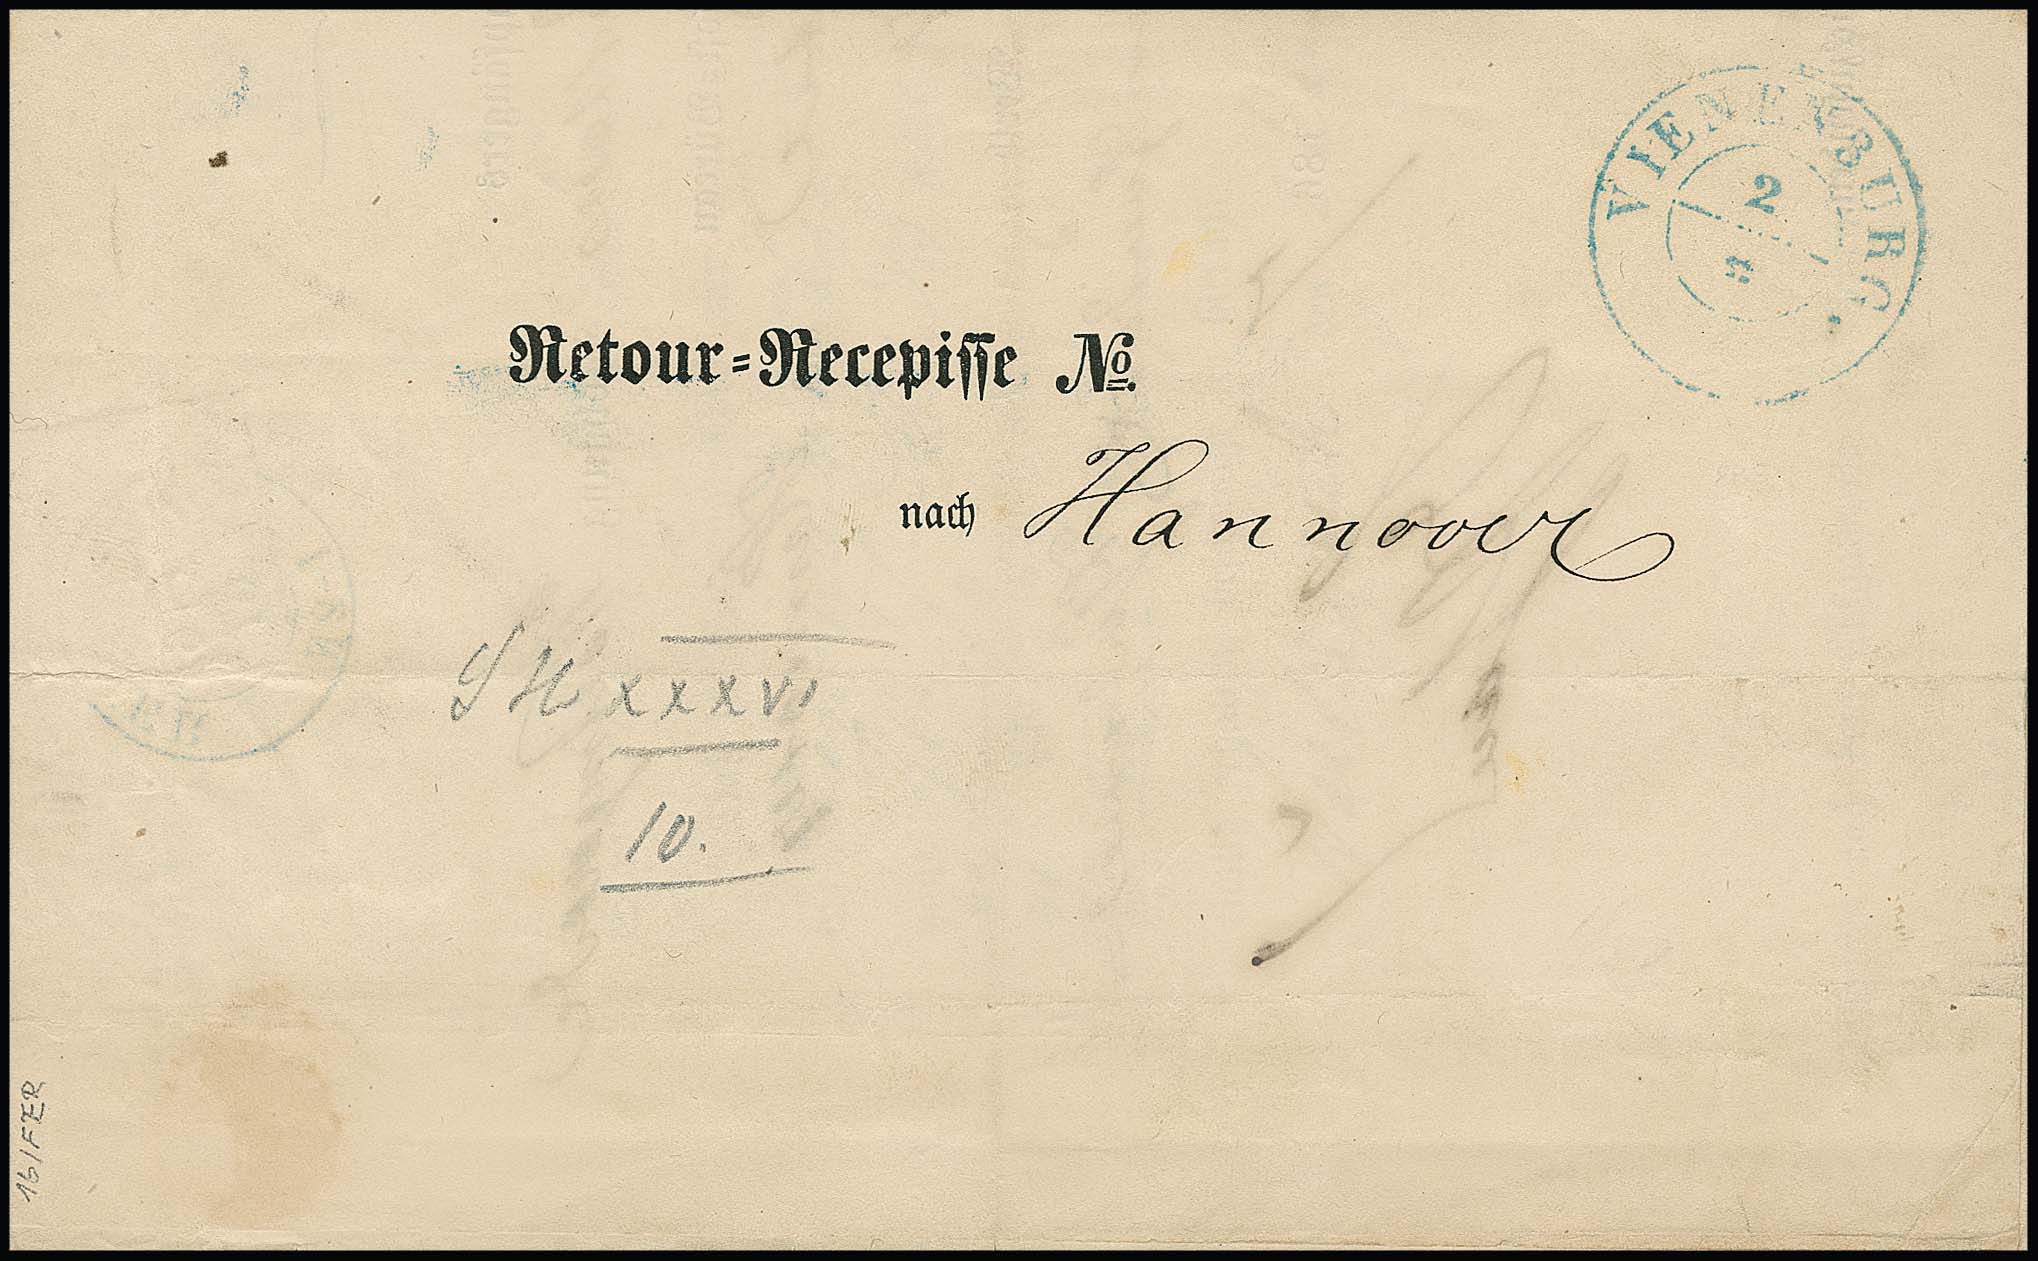 VIENENBURG
2
Retour=Recepisse No.
nach Hannover
XXXVI
10.
16/FER